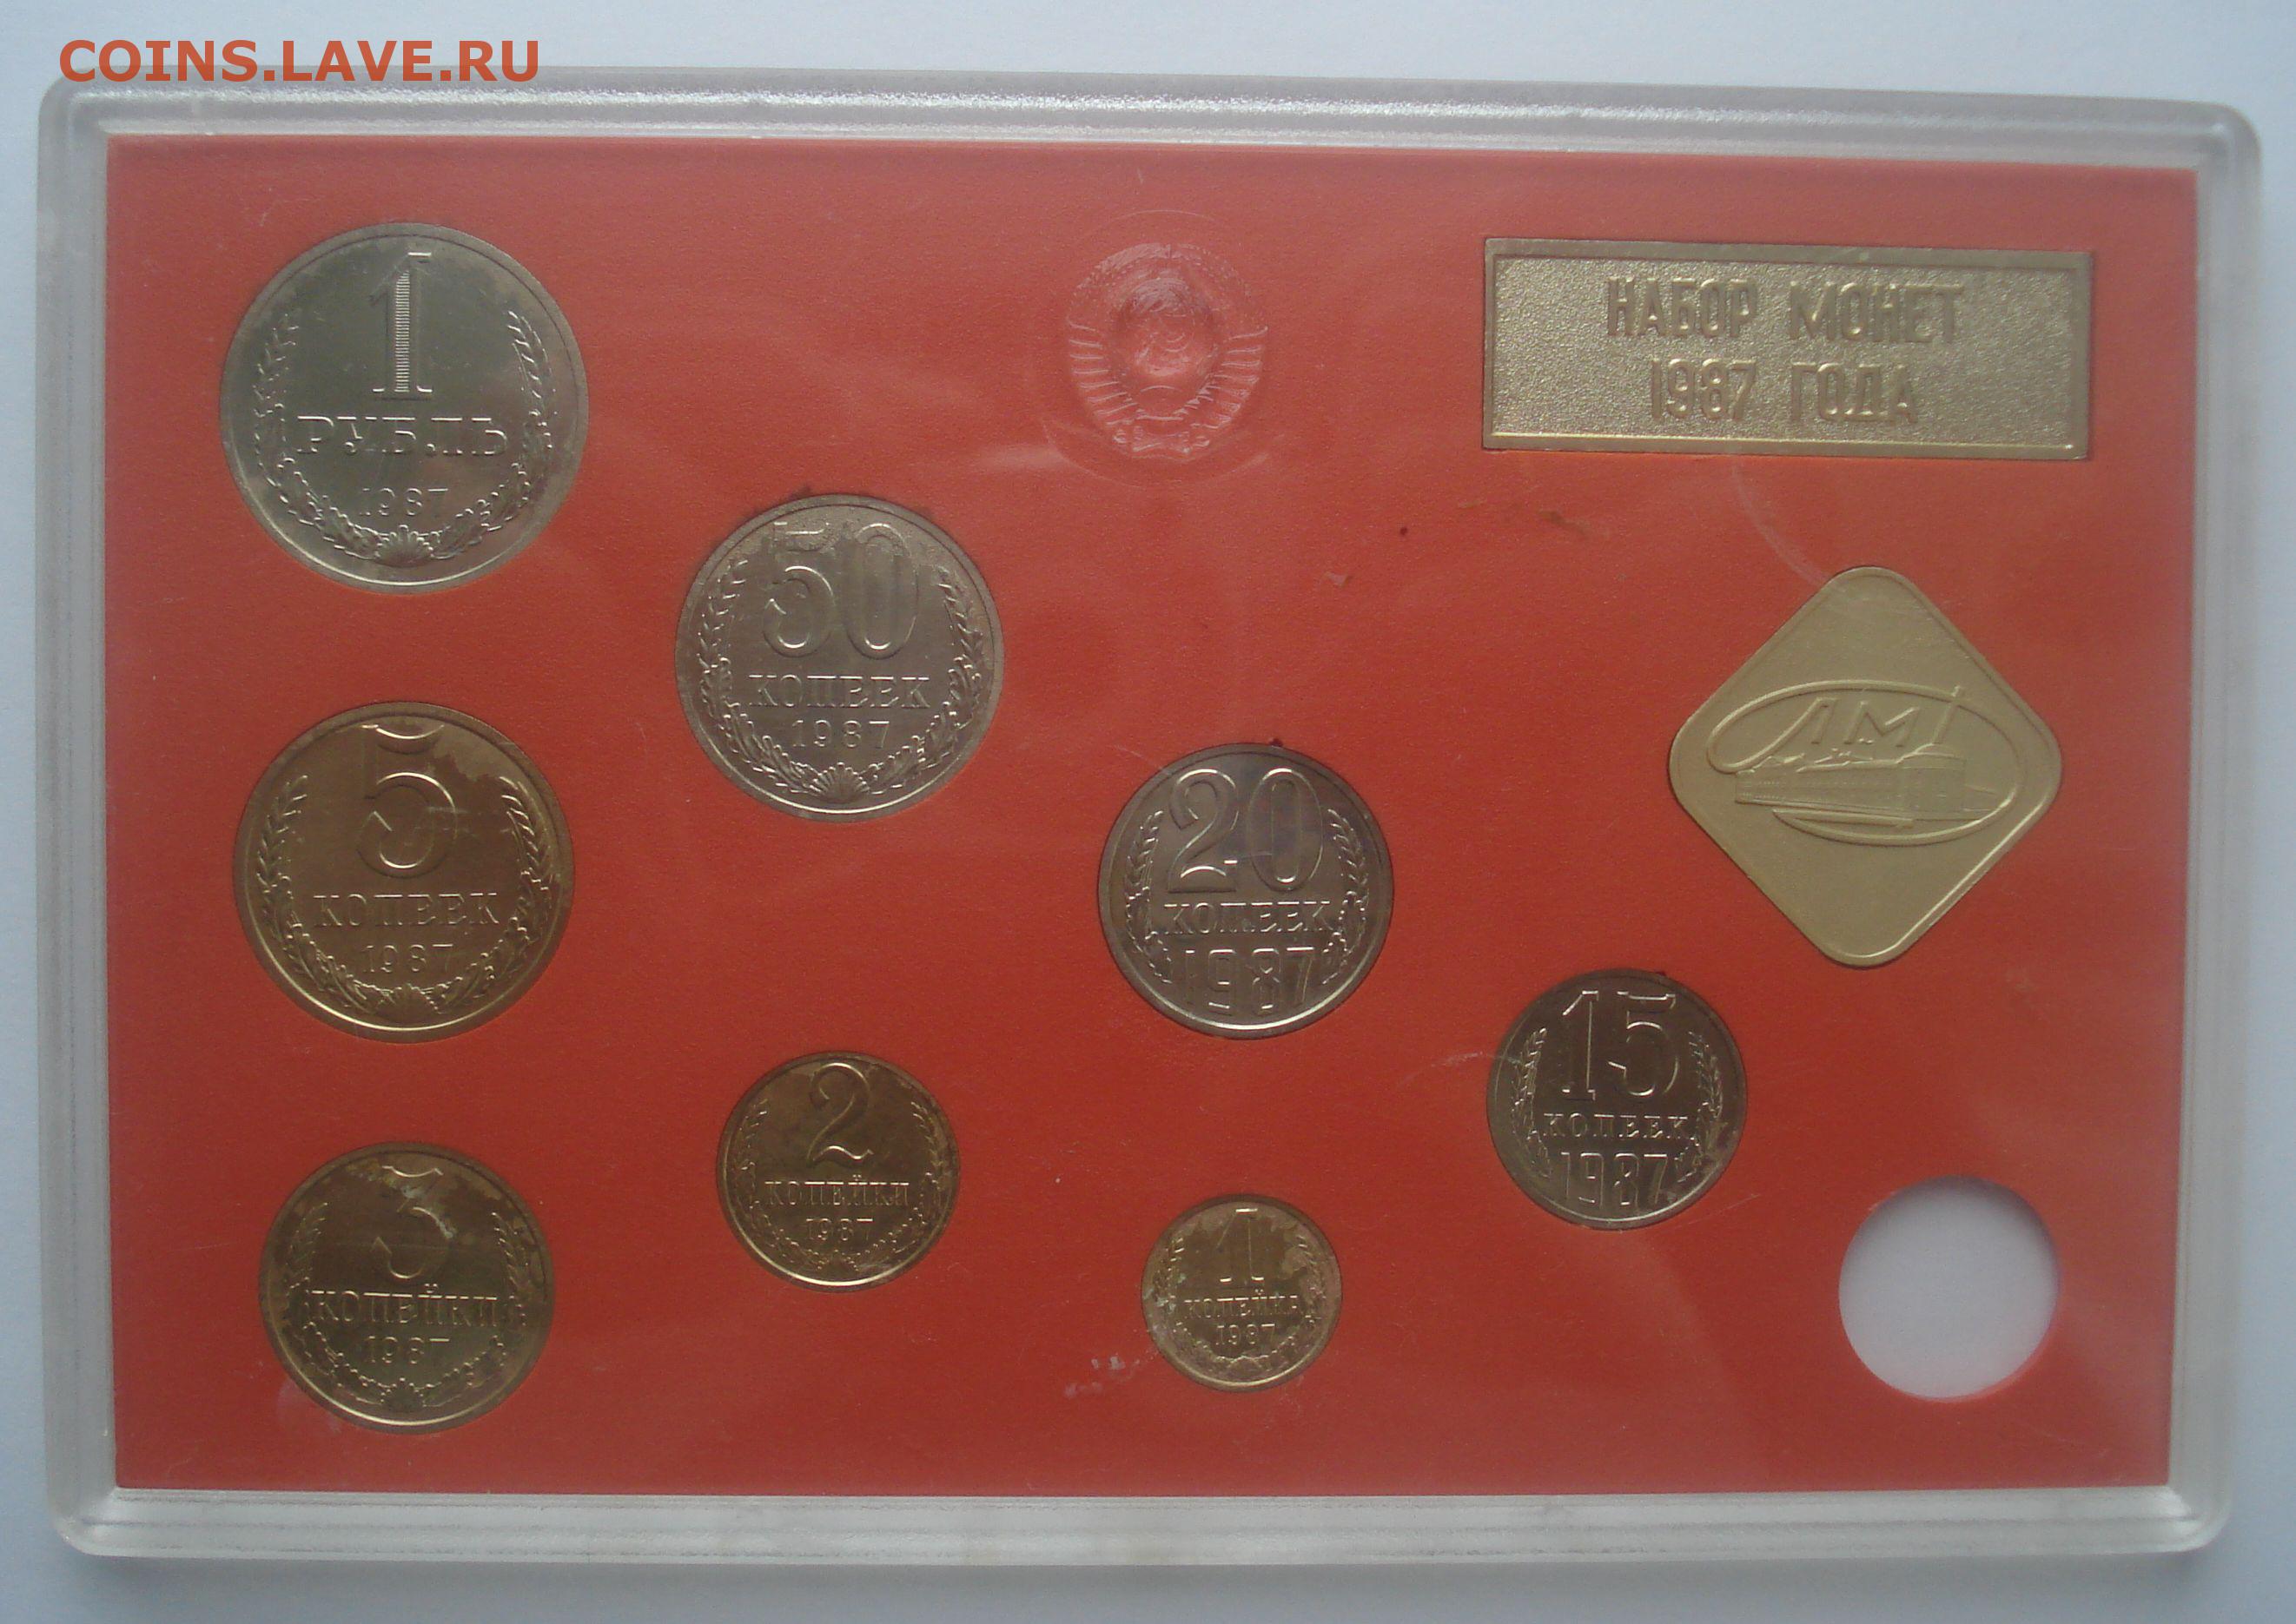 COINS.LAVE.RU
НАБОР МОНЕТ
1987 ГОДА
1
РУБЛЬ
1987
50
КОПЕЕК
1987
5
КОПЕЕК
1987
20
КОПЕЕК
1987
ЛМД
15
КОПЕЕК
1987
3
КОПЕЙКИ
1987
2
КОПЕЙКИ
1987
1
КОПЕЙКА
1987